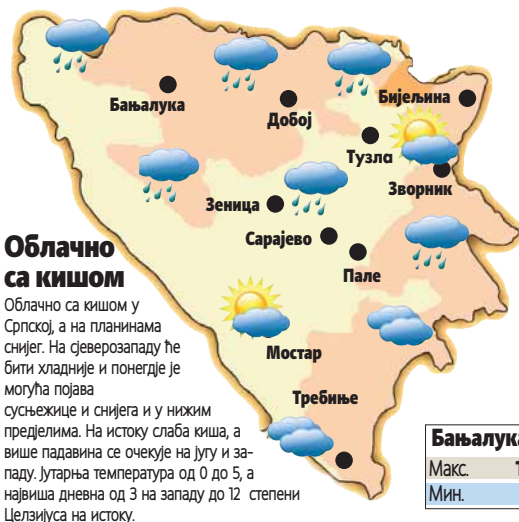 Бањалука
Добој
Бијељина
Тузла
Зворник
Зеница
Сарајево
Пале
Мостар
Требиње
Облачно
са кишом
Облачно са кишом у
Српској, а на планинама
снијег. На сјеверозападу ће
бити хладније и понегдје је
могућа појава
сусњежице и снијега и у нижим
предјелима. На истоку слаба киша, а
више падавина се очекује на југу и за-
паду. Јутарња температура од 0 до 5, а
највиша дневна од 3 на западу до 12 степени
Целзијуса на истоку.
Бањалука
Макс.
Мин.